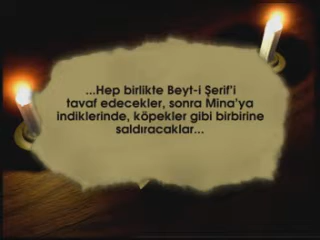 ...Hep birlikte Beyt-i Şerif'i
tavaf edecekler, sonra Mina'ya
indiklerinde, köpekler gibi birbirine
saldıracaklar...